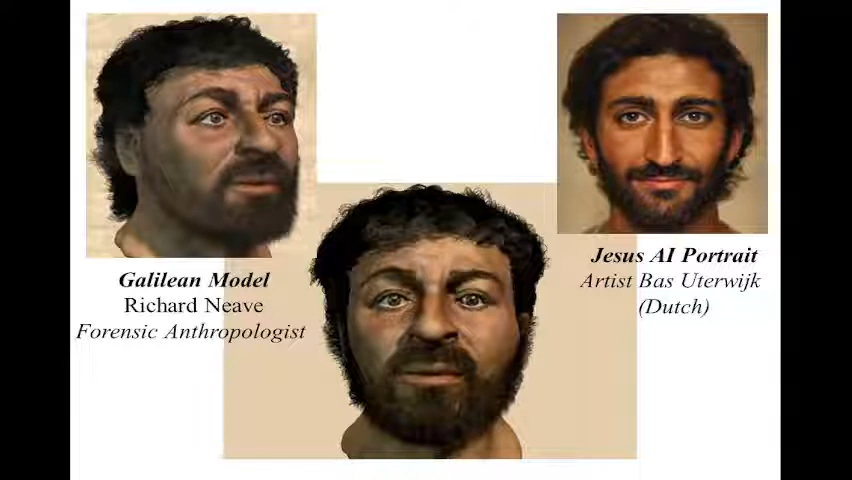 Galilean Model
Richard Neave
Forensic Anthropologist
Jesus AI Portrait
Artist Bas Uterwijk
(Dutch)